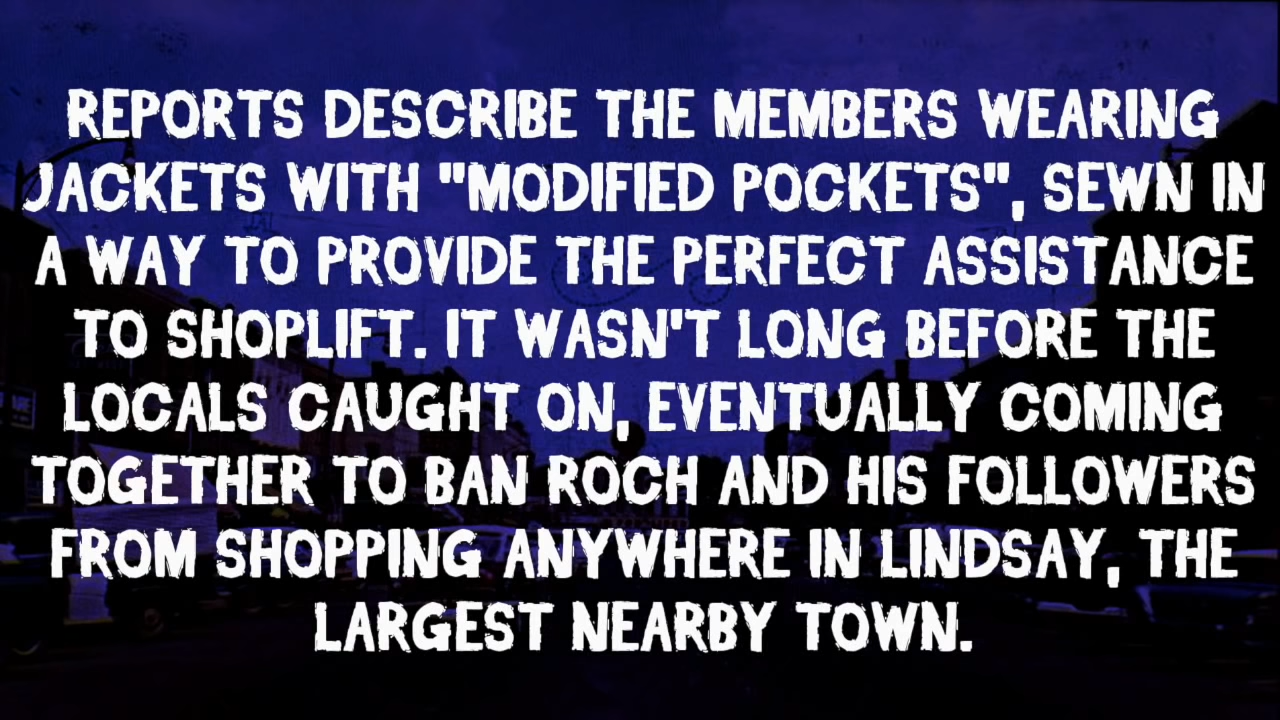 REPORTS DESCRIBE THE MEMBERS WEARING
JACKETS WITH "MODIFIED POCKETS", SEWN IN
A WAY TO PROVIDE THE PERFECT ASSISTANCE
TO SHOPLIFT. IT WASN'T LONG BEFORE THE
LOCALS CAUGHT ON, EVENTUALLY COMING
TOGETHER TO BAN ROCH AND HIS FOLLOWERS
FROM SHOPPING ANYWHERE IN LINDSAY, THE
LARGEST NEARBY TOWN.